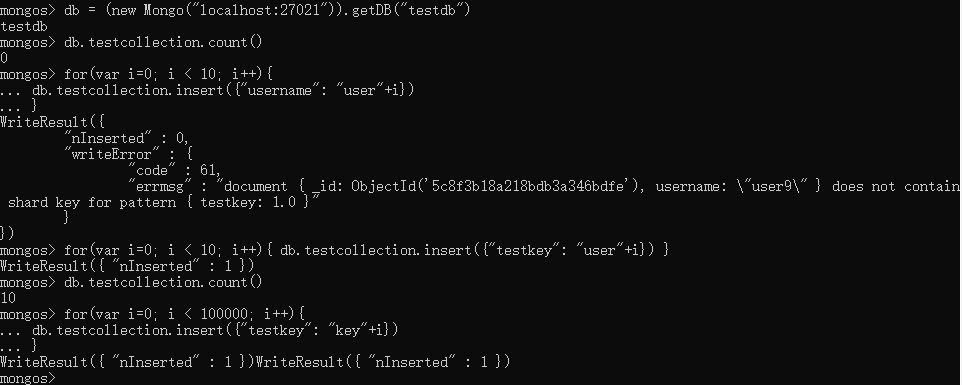 mongos> db = (new Mongo("localhost:27021")).getDB("testdb")
testdb
mongos> db.testcollection.count()
0
mongos> for(var i=0; i < 10; i++){
... db.testcollection.insert({"username": "user"+i})
... }
WriteResult({
        "nInserted" : 0,
        "writeError" : {
                "code" : 61,
                "errmsg" : "document { _id: ObjectId('5c8f3b18a218bdb3a346bdfe'), username: \"user9\" } does not contain
 shard key for pattern { testkey: 1.0 }"
        }
})
mongos> for(var i=0; i < 10; i++){ db.testcollection.insert({"testkey": "user"+i}) }
WriteResult({ "nInserted" : 1 })
mongos> db.testcollection.count()
10
mongos> for(var i=0; i < 100000; i++){
... db.testcollection.insert({"testkey": "key"+i})
... }
WriteResult({ "nInserted" : 1 })WriteResult({ "nInserted" : 1 })
mongos>